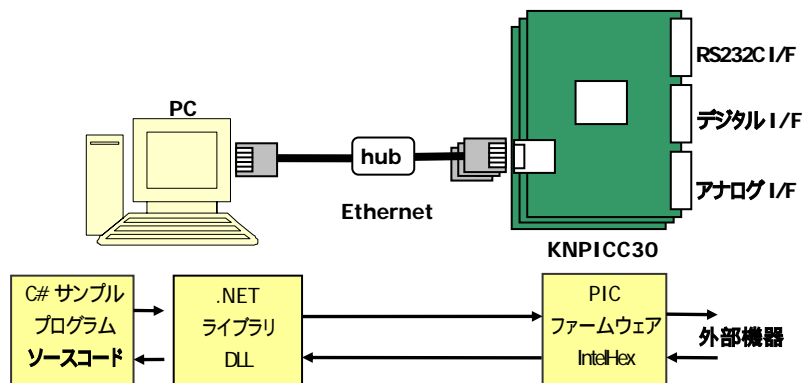 PC
hub
Ethernet
RS232C I/F
デジタル I/F
アナログ I/F
KNPICC30
C# サンプル
プログラム
ソースコード
.NET
ライブラリ
DLL
PIC
ファームウェア
IntelHex
外部機器